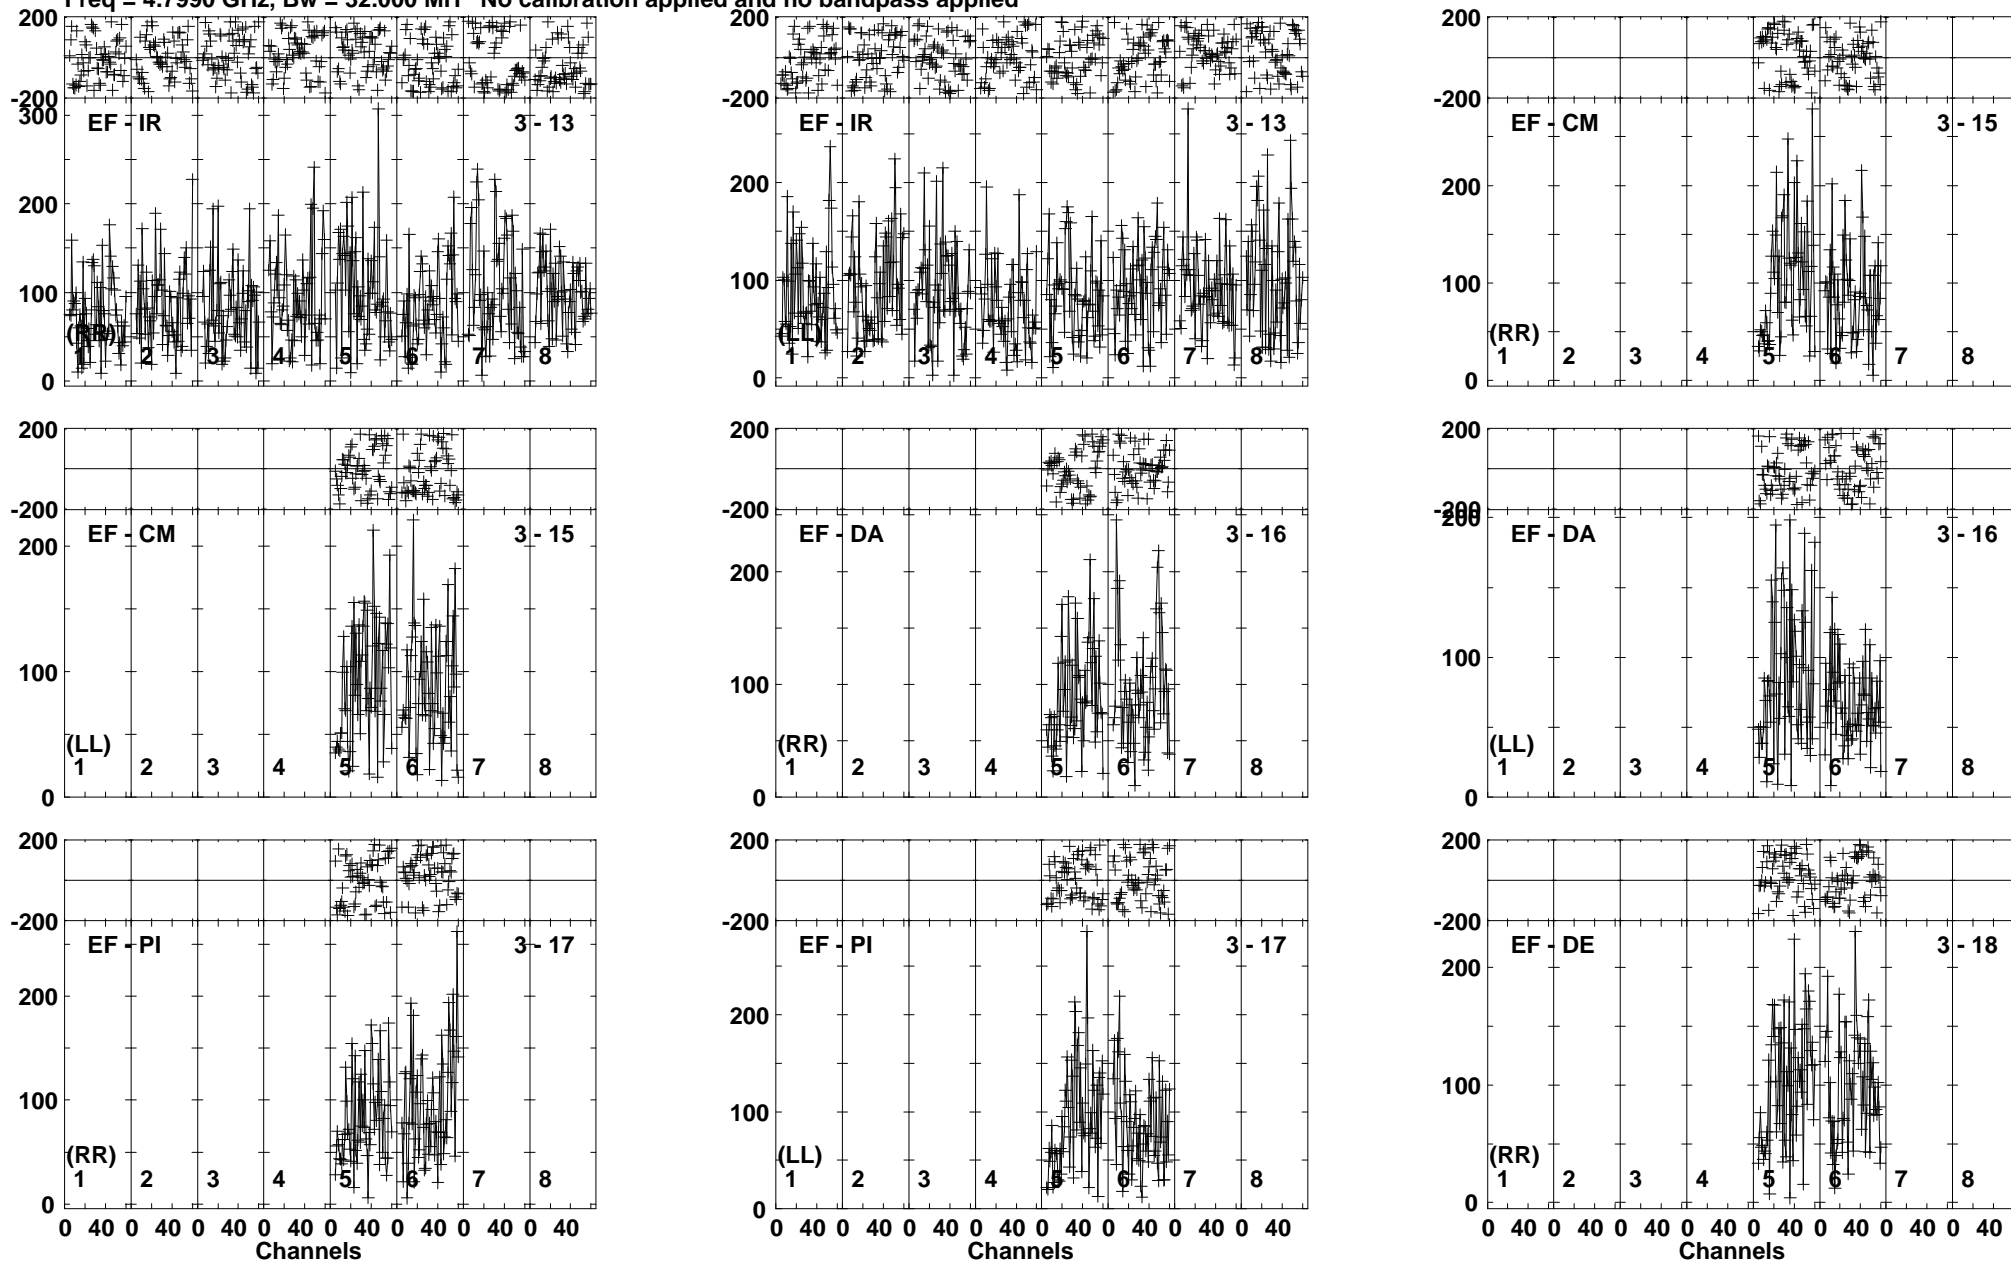 Freq = 4.7990 GHz, Bw = 32.000 MH No calibration applied and no bandpass applied
200 200 200
-200 -200 -200
300
EF - IR 3 - 13 EF - IR 3 - 13 EF - CM 3 - 15
200 200 200
100 100 100
(RR) (LL) (RR)
1 2 3 4 5 6 7 8 1 2 3 4 5 6 7 8 1 2 3 4 5 6 7 8
0 0 0
200 200 200
-200 -200 -200
200
EF - CM 3 - 15 EF - DA 3 - 16 EF - DA 3 - 16
200 200
100 100 100
(LL) (RR) (LL)
1 2 3 4 5 6 7 8 1 2 3 4 5 6 7 8 1 2 3 4 5 6 7 8
0 0 0
200 200 200
-200 -200 -200
EF - PI 3 - 17 EF - PI 3 - 17 EF - DE 3 - 18
200 200 200
100 100 100
(RR) (LL) (RR)
1 2 3 4 5 6 7 8 1 2 3 4 5 6 7 8 1 2 3 4 5 6 7 8
0 0 0
0 40 0 40 0 40 0 40 0 40 0 40 0 40 0 40 0 40 0 40 0 40 0 40 0 40 0 40 0 40 0 40 0 40 0 40 0 40 0 40 0 40 0 40 0 40 0 40
Channels Channels Channels